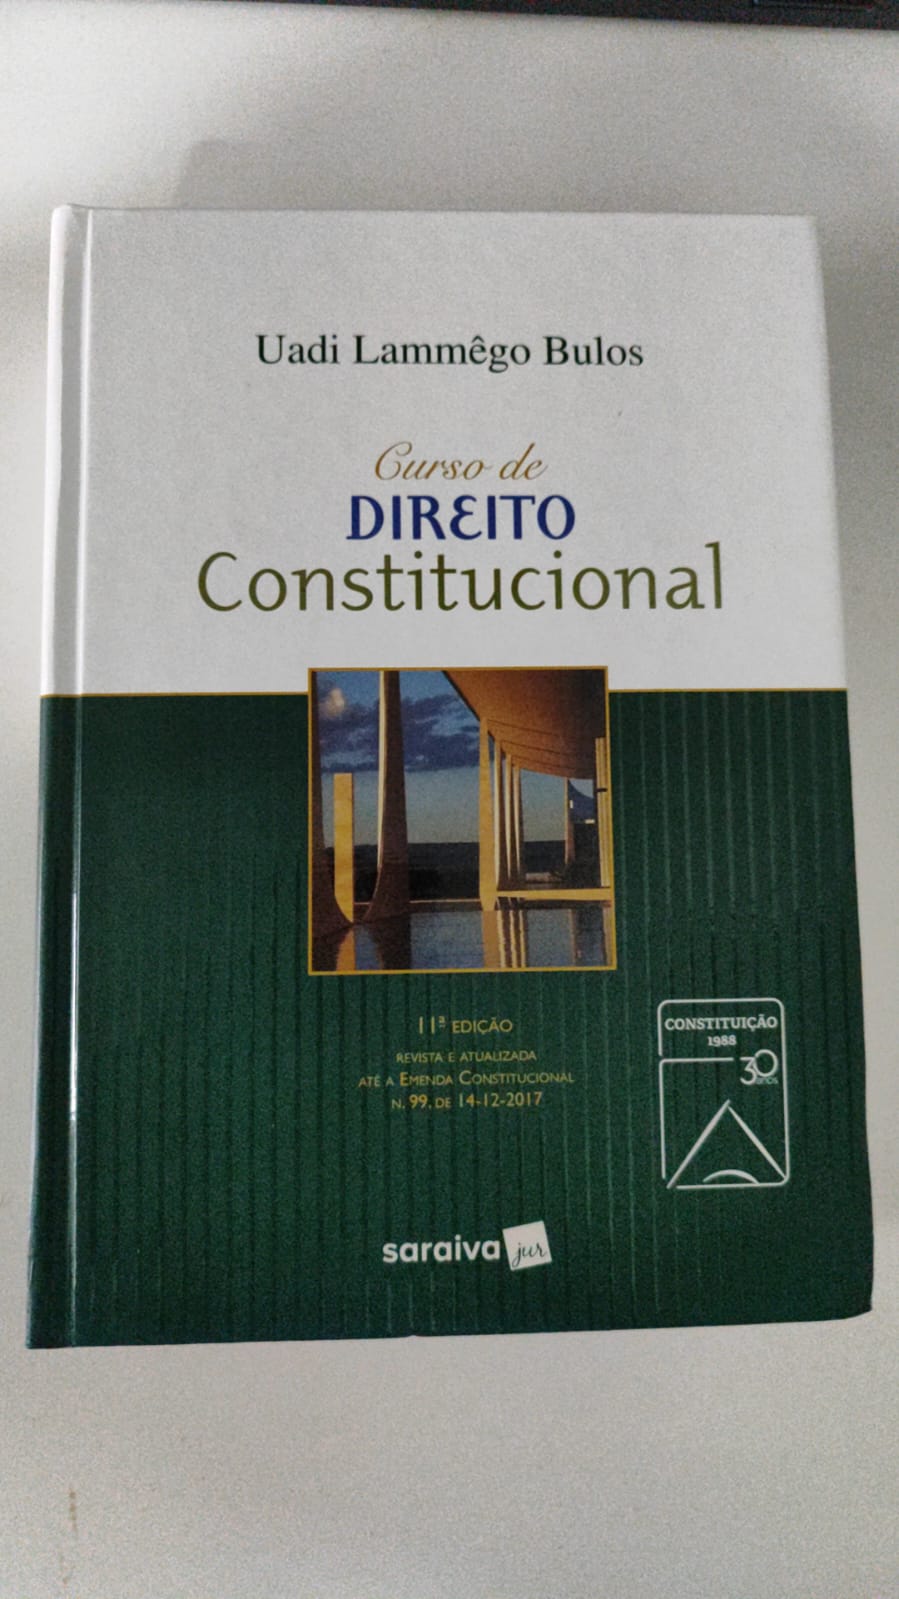 Uadi Lammêgo Bulos
Curso de
DIREITO
Constitucional
11ª EDIÇÃO
REVISTA E ATUALIZADA
ATÉ A EMENDA CONSTITUCIONAL
N. 99, DE 14-12-2017
CONSTITUIÇÃO
1988
30
anos
saraiva jur